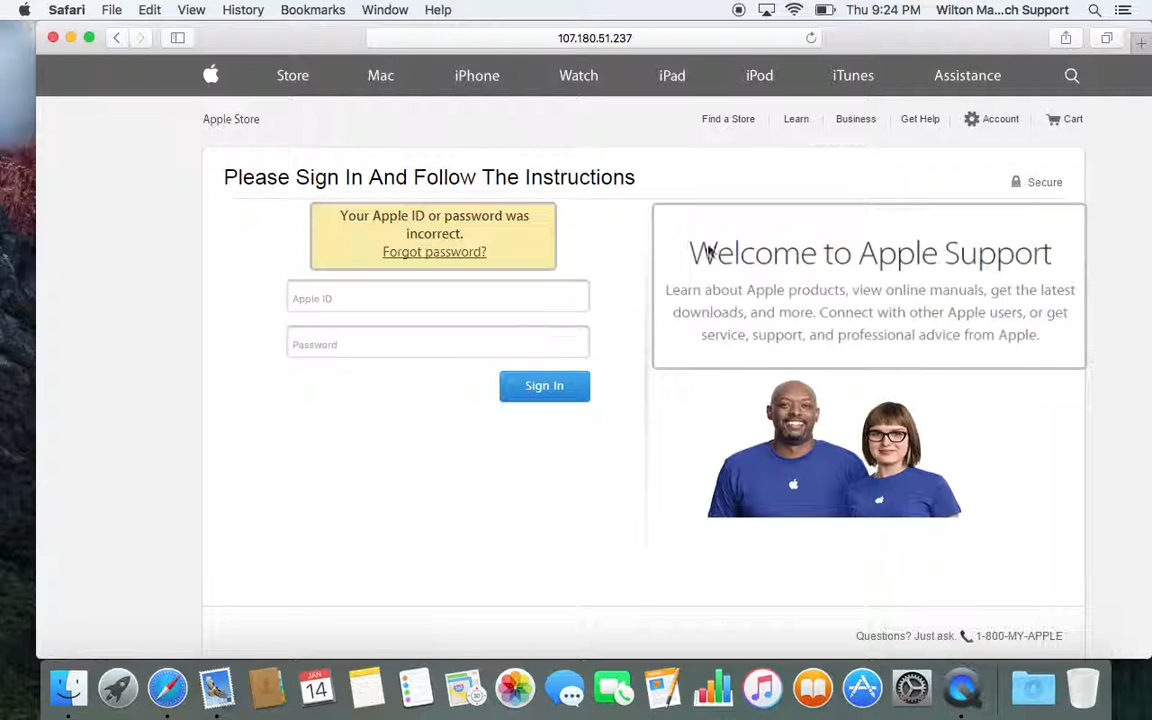 Safari File Edit View History Bookmarks Window Help Thu 9:24 PM Wilton Ma...ch Support
107.180.51.237
Store Mac iPhone Watch iPad iPod iTunes Assistance
Apple Store Find a Store Learn Business Get Help Account Cart
Please Sign In And Follow The Instructions
Secure
Your Apple ID or password was
incorrect.
Forgot password?
Apple ID
Password
Sign In
Welcome to Apple Support
Learn about Apple products, view online manuals, get the latest
downloads, and more. Connect with other Apple users, or get
service, support, and professional advice from Apple.
Questions? Just ask. 1-800-MY-APPLE
JAN
14